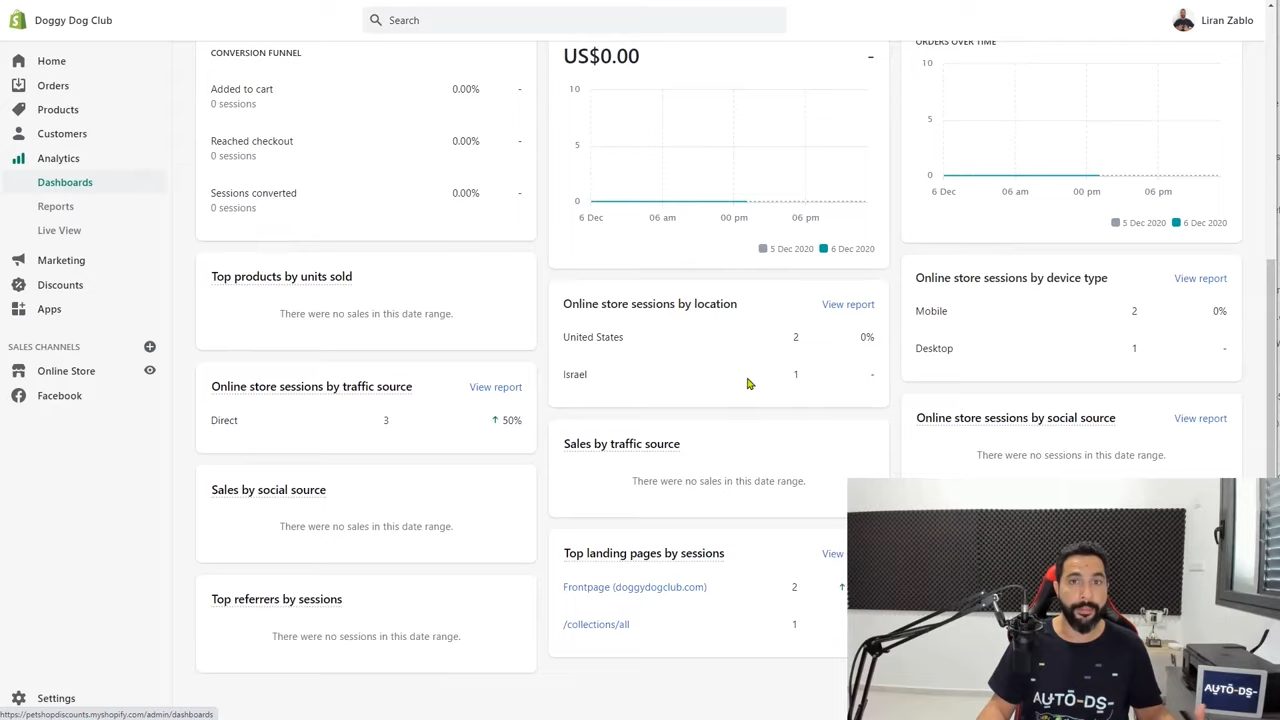 Doggy Dog Club
Search
Liran Zablo
Home
Orders
Products
Customers
Analytics
Dashboards
Reports
Live View
Marketing
Discounts
Apps
SALES CHANNELS
Online Store
Facebook
Settings
https://petshopdiscounts.myshopify.com/admin/dashboards
CONVERSION FUNNEL
Added to cart 0.00% -
0 sessions
Reached checkout 0.00% -
0 sessions
Sessions converted 0.00% -
0 sessions
Top products by units sold
There were no sales in this date range.
Online store sessions by traffic source View report
Direct 3 ↑ 50%
Sales by social source
There were no sales in this date range.
Top referrers by sessions
There were no sessions in this date range.
US$0.00 -
10
5
0
6 Dec 06 am 00 pm 06 pm
5 Dec 2020 6 Dec 2020
Online store sessions by location View report
United States 2 0%
Israel 1 -
Sales by traffic source
There were no sales in this date range.
Top landing pages by sessions View
Frontpage (doggydogclub.com) 2 ↑
/collections/all 1
ORDERS OVER TIME
10
5
0
6 Dec 06 am 00 pm 06 pm
5 Dec 2020 6 Dec 2020
Online store sessions by device type View report
Mobile 2 0%
Desktop 1 -
Online store sessions by social source View report
There were no sessions in this date range.
AUTO-DS-
AUTO-DS-